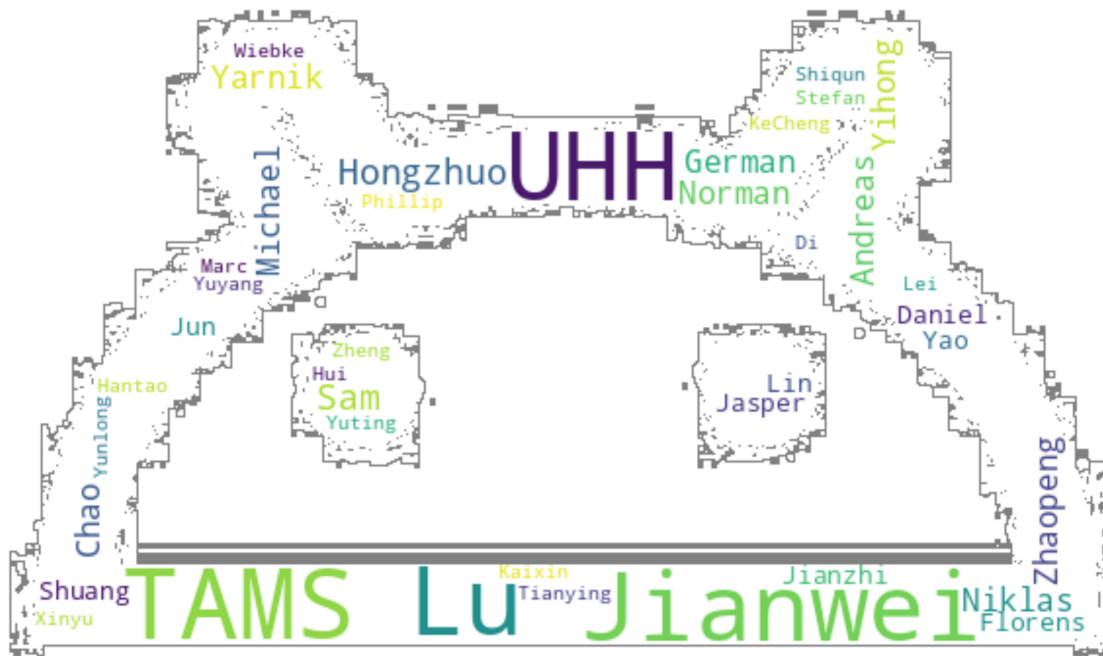 Wiebke
Yarnik
Shiqun
Stefan
KeCheng
Yihong
Michael
Hongzhuo
Phillip
UHH
German
Norman
Andreas
Di
Marc
Yuyang
Lei
Daniel
Yao
Jun
Zheng
Hui
Sam
Yuting
Lin
Jasper
Hantao
Yunlong
Chao
Zhaopeng
Shuang
Xinyu
TAMS
Lu
Kaixin
Tianying
Jianwei
Jianzhi
Niklas
Florens